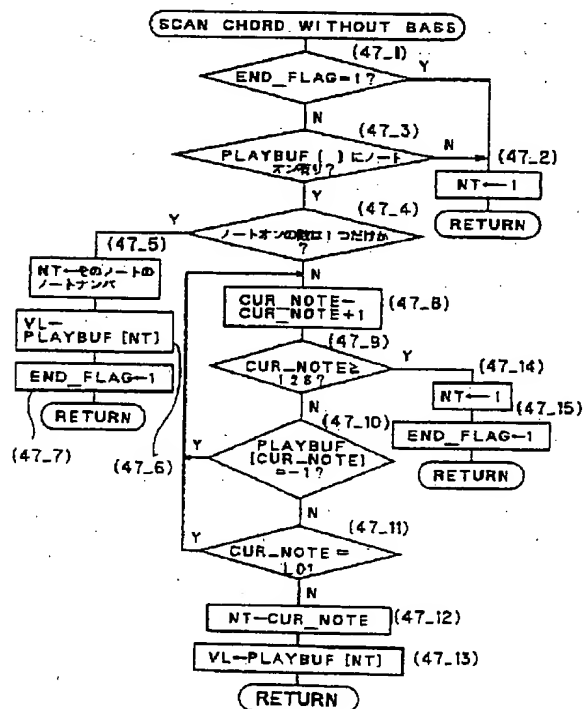 SCAN CHORD WITHOUT BASS
(47_1)
END_FLAG=1?
Y
N
(47_3)
PLAYBUF [ ] にノート
オン有り?
N
(47_2)
NT←1
RETURN
Y
(47_4)
ノートオンの数は1つだけか
?
Y
(47_5)
NT←そのノートの
ノートナンバ
VL←
PLAYBUF [NT]
END_FLAG←1
RETURN
(47_7)
(47_6)
N
CUR_NOTE←
CUR_NOTE+1
(47_8)
(47_9)
CUR_NOTE≥
128?
Y
(47_14)
NT←1
(47_15)
END_FLAG←1
RETURN
N
(47_10)
PLAYBUF
[CUR_NOTE]
=-1?
Y
N
(47_11)
CUR_NOTE =
Y
N
NT←CUR_NOTE
(47_12)
VL←PLAYBUF [NT]
(47_13)
RETURN